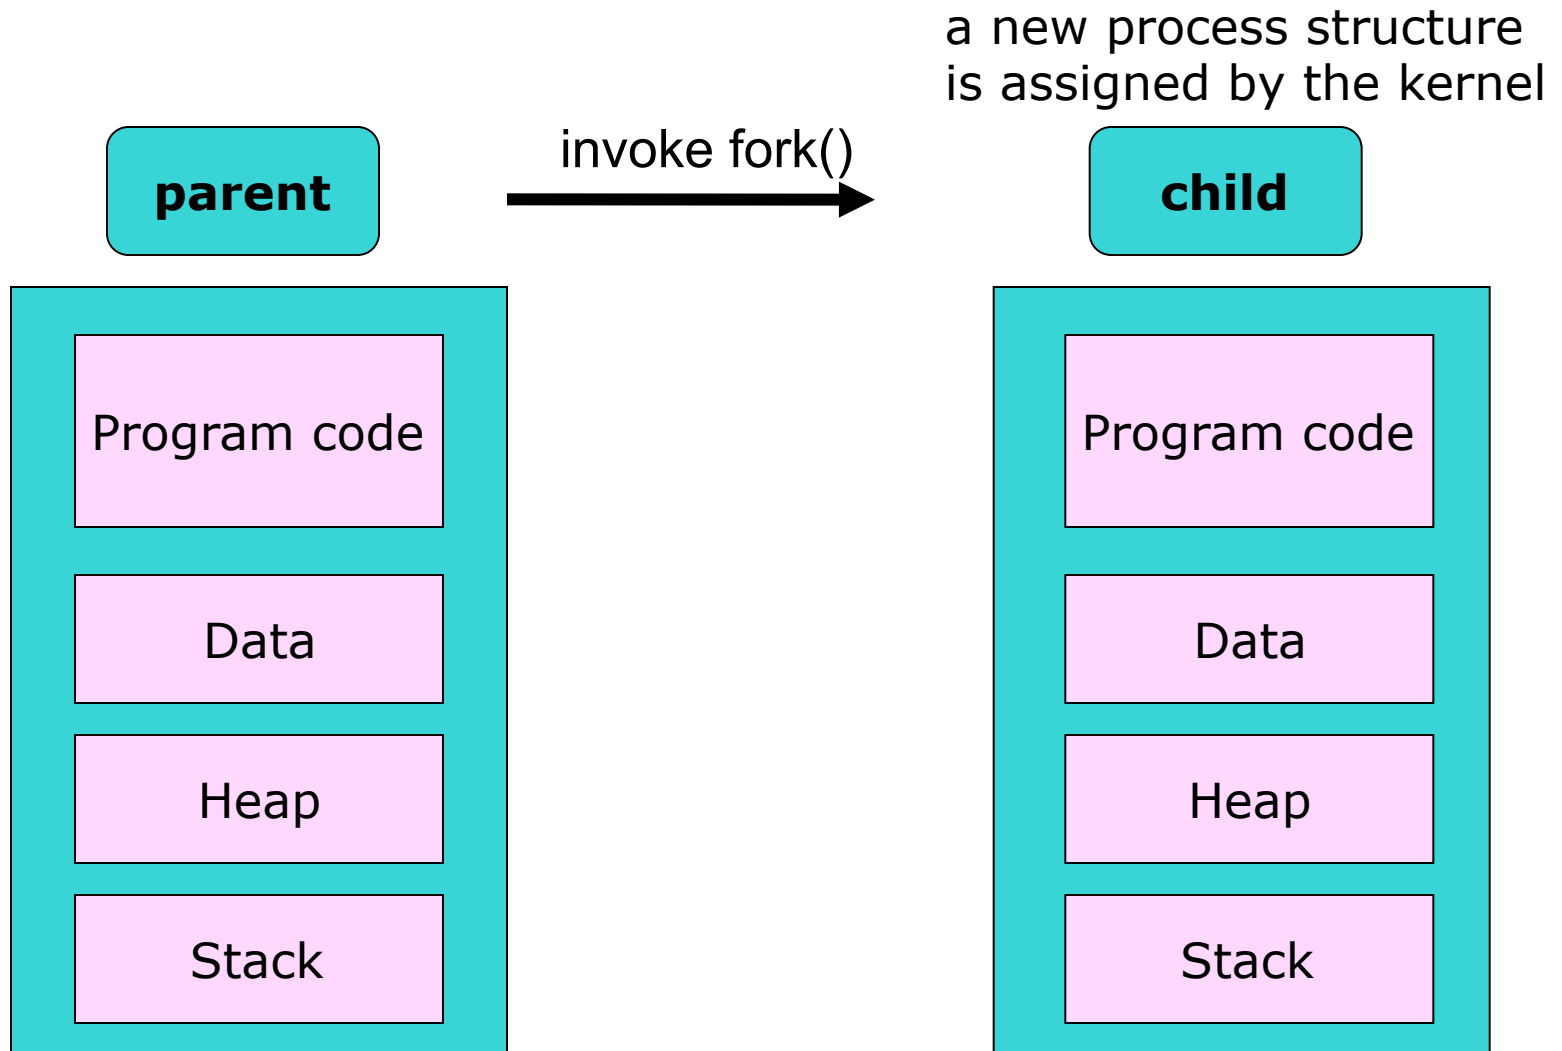 a new process structure
is assigned by the kernel
invoke fork()
parent
child
Program code
Program code
Data
Data
Heap
Heap
Stack
Stack